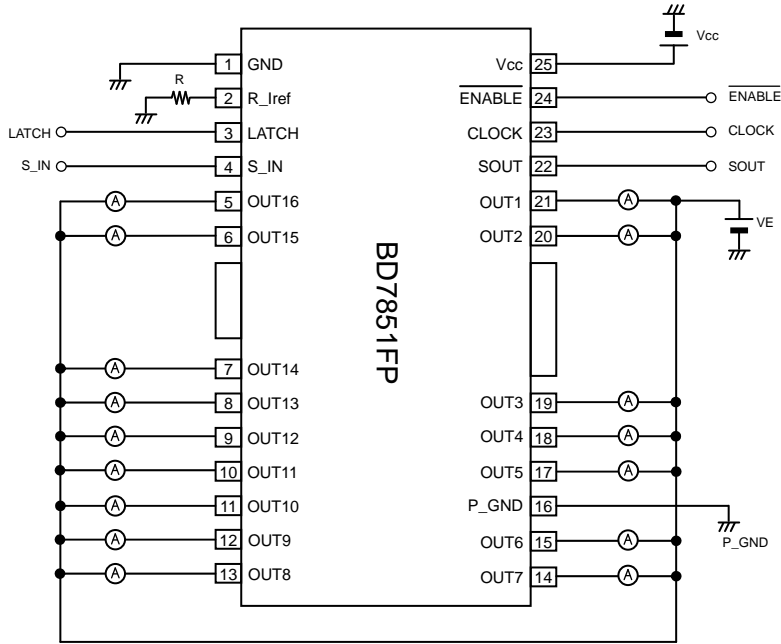 Vcc
1 GND Vcc 25
R
2 R_Iref ENABLE 24 ENABLE
LATCH 3 LATCH CLOCK 23 CLOCK
S_IN 4 S_IN SOUT 22 SOUT
A 5 OUT16 OUT1 21 A
VE
A 6 OUT15 OUT2 20 A
BD7851FP
A 7 OUT14
A 8 OUT13 OUT3 19 A
A 9 OUT12 OUT4 18 A
A 10 OUT11 OUT5 17 A
A 11 OUT10 P_GND 16
P_GND
A 12 OUT9 OUT6 15 A
A 13 OUT8 OUT7 14 A